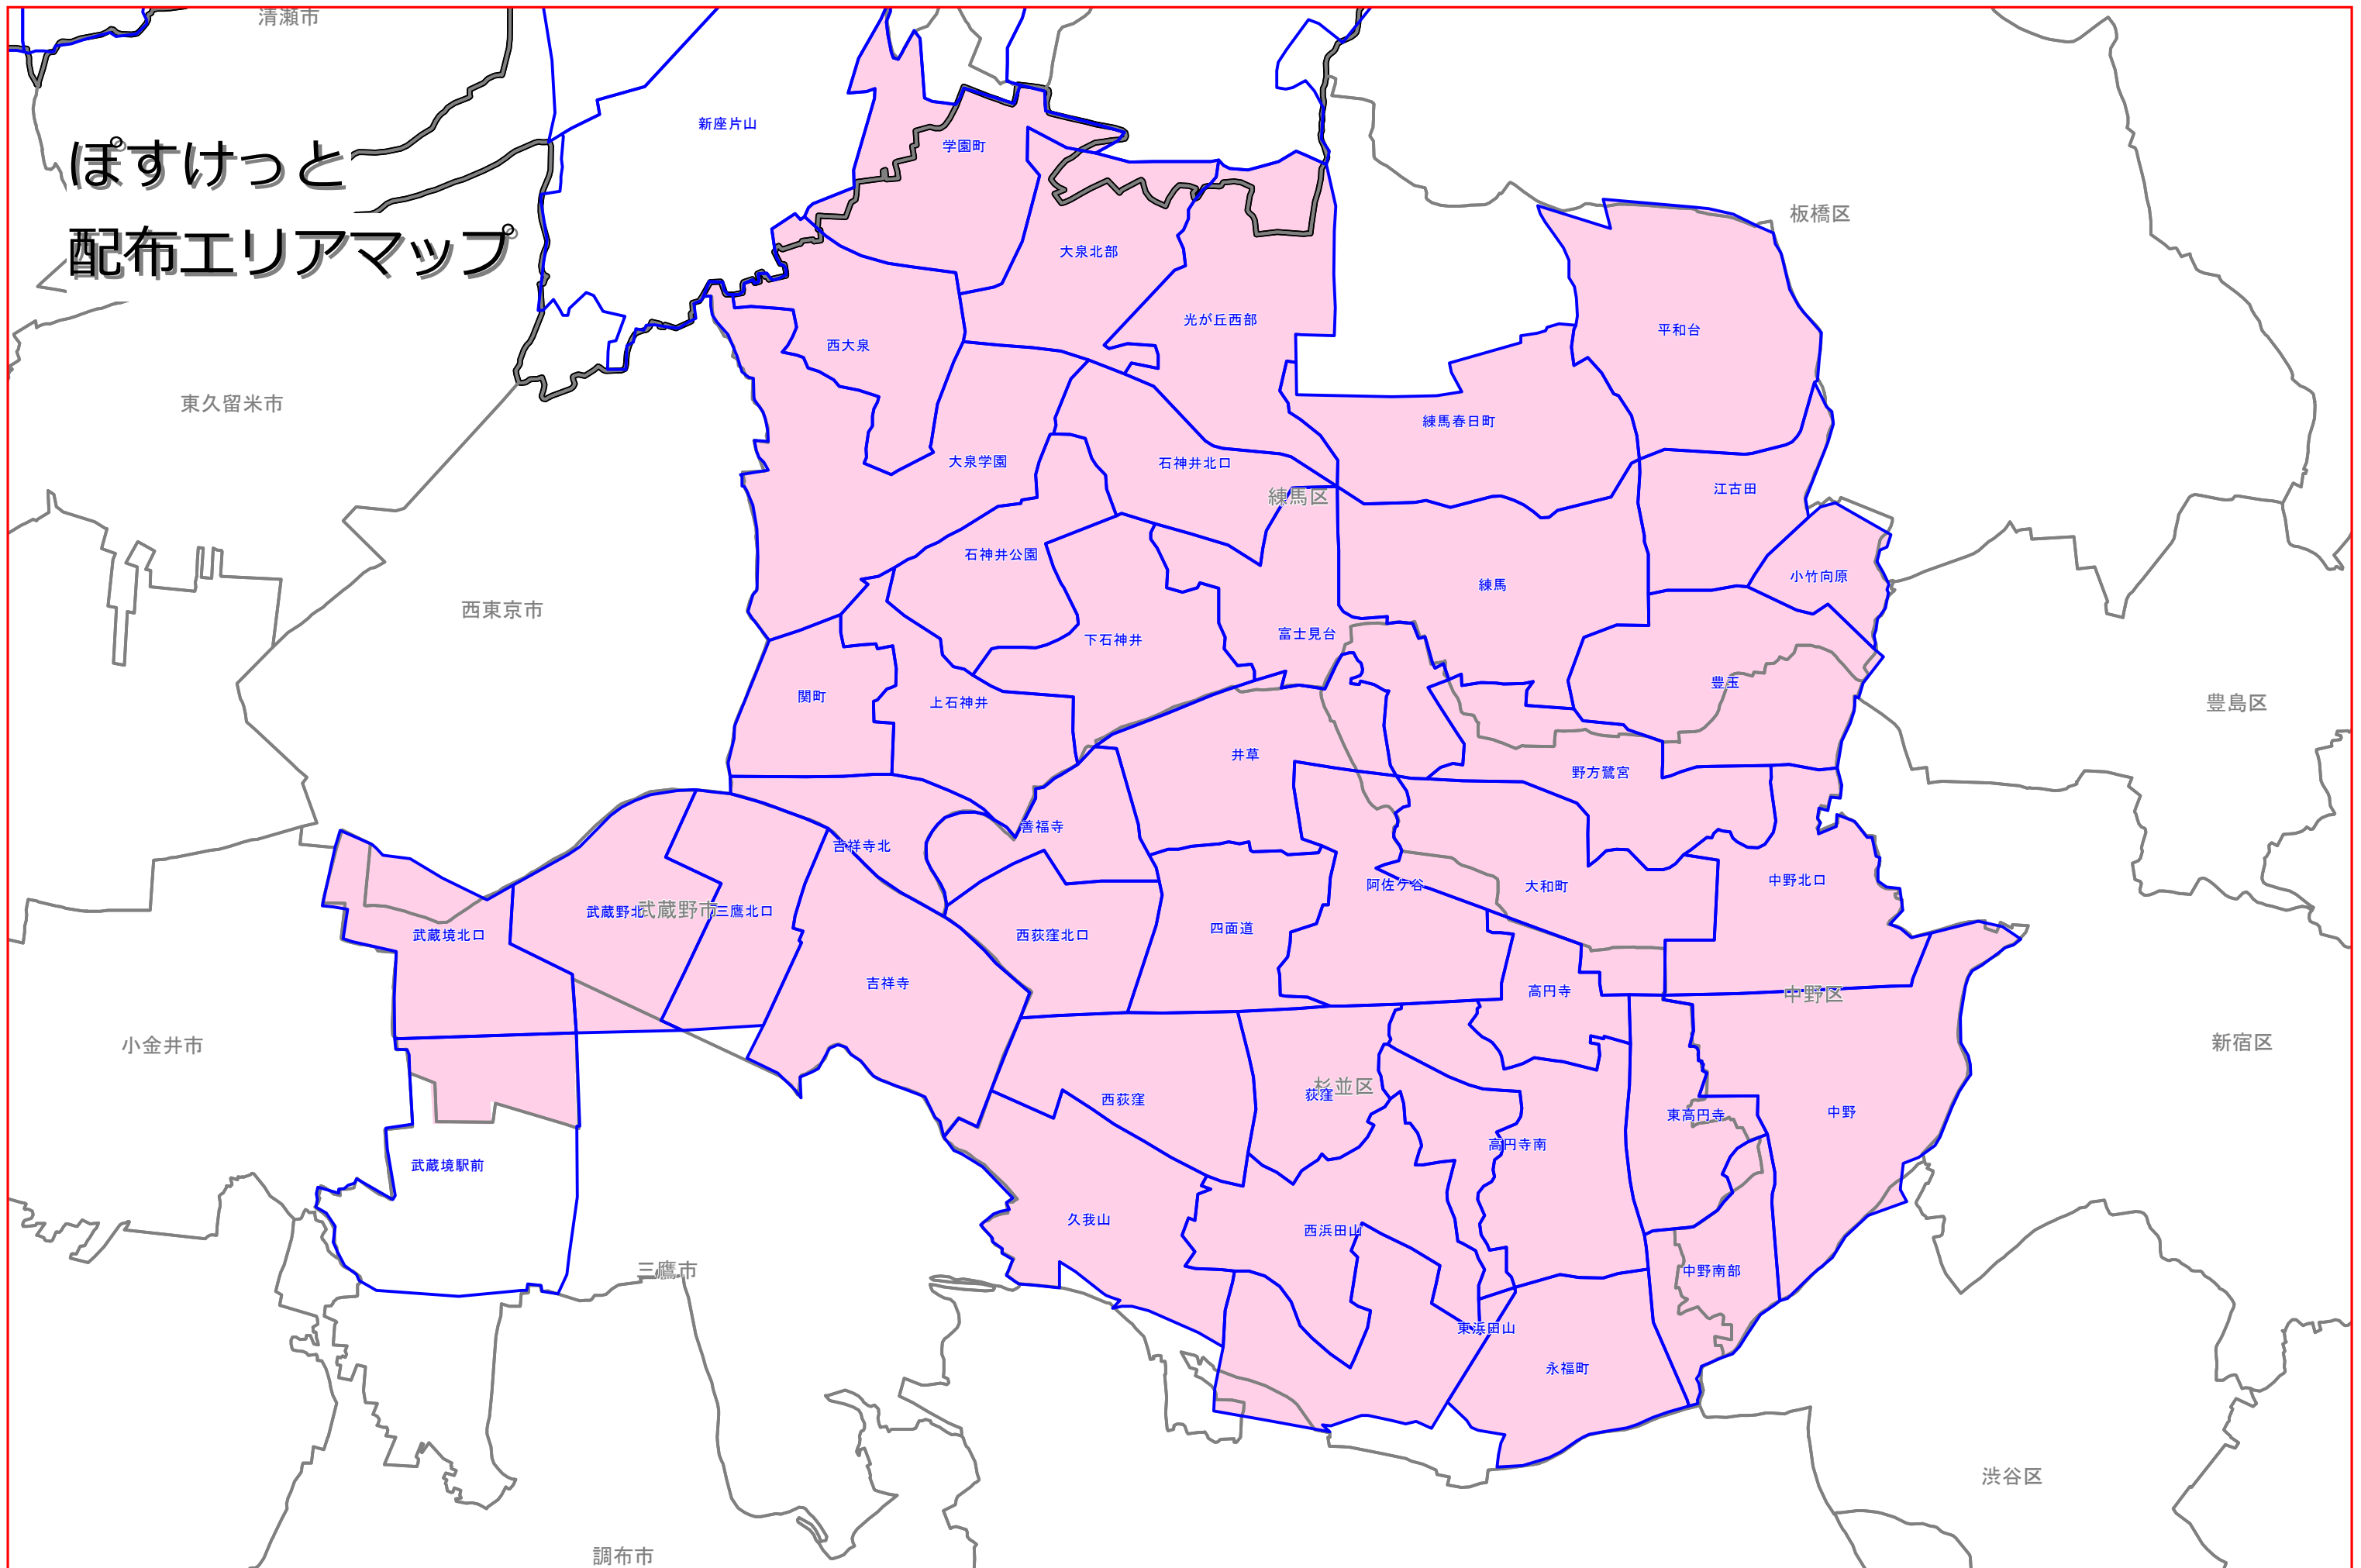 清瀬市
ぽすけっと
配布エリアマップ
新座片山
学園町
板橋区
大泉北部
光が丘西部
平和台
西大泉
東久留米市
練馬春日町
大泉学園
石神井北口
江古田
練馬区
石神井公園
小竹向原
練馬
西東京市
下石神井
富士見台
豊玉
関町
上石神井
豊島区
井草
野方鷺宮
善福寺
吉祥寺北
中野北口
阿佐ケ谷
大和町
武蔵野北
武蔵野市
三鷹北口
四面道
武蔵境北口
西荻窪北口
吉祥寺
高円寺
中野区
小金井市
新宿区
杉並区
荻窪
西荻窪
中野
東高円寺
高円寺南
武蔵境駅前
久我山
西浜田山
三鷹市
中野南部
東浜田山
永福町
渋谷区
調布市